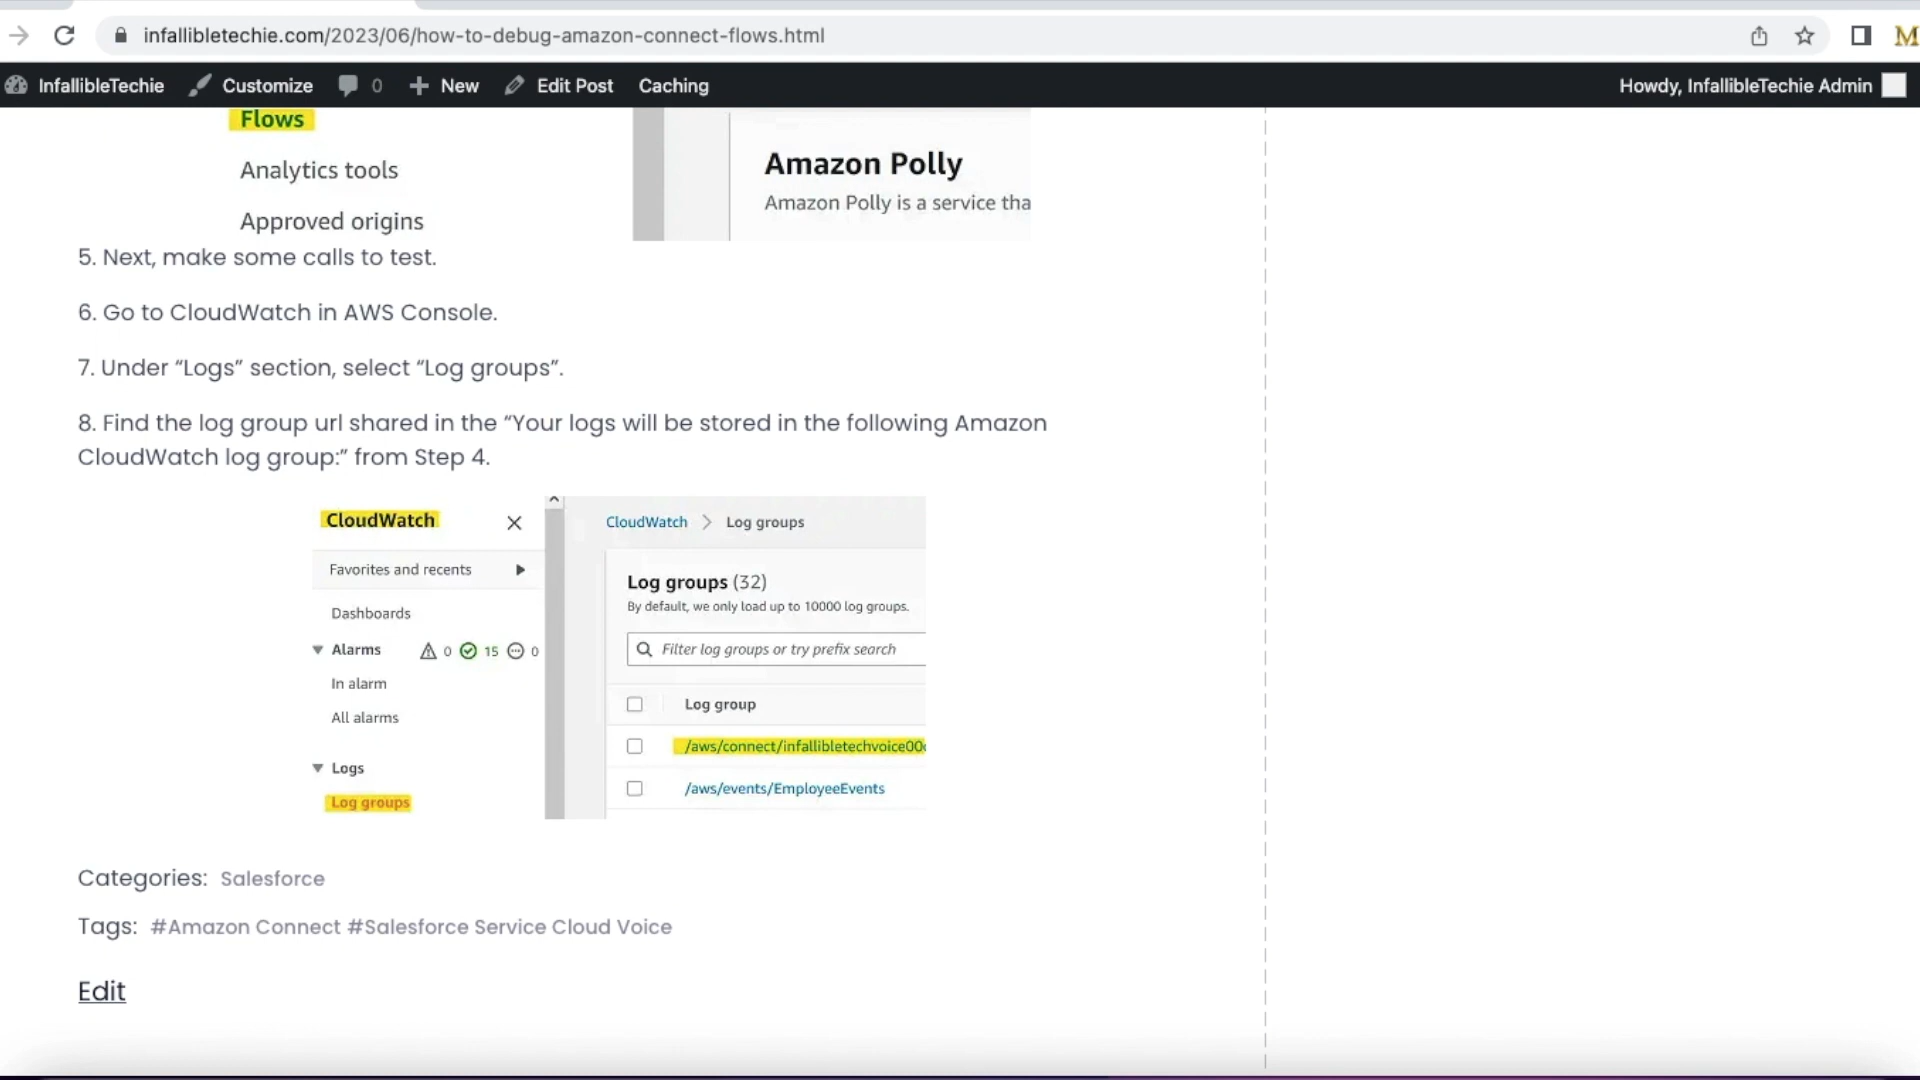 infallibletechie.com/2023/06/how-to-debug-amazon-connect-flows.html
InfallibleTechie Customize 0 New Edit Post Caching Howdy, InfallibleTechie Admin
Flows
Analytics tools
Approved origins
Amazon Polly
Amazon Polly is a service tha
5. Next, make some calls to test.
6. Go to CloudWatch in AWS Console.
7. Under “Logs” section, select “Log groups”.
8. Find the log group url shared in the “Your logs will be stored in the following Amazon
CloudWatch log group:” from Step 4.
CloudWatch
Favorites and recents
Dashboards
Alarms 0 15 0
In alarm
All alarms
Logs
Log groups
CloudWatch Log groups
Log groups (32)
By default, we only load up to 10000 log groups.
Filter log groups or try prefix search
Log group
/aws/connect/infallibletechvoice00
/aws/events/EmployeeEvents
Categories: Salesforce
Tags: #Amazon Connect #Salesforce Service Cloud Voice
Edit